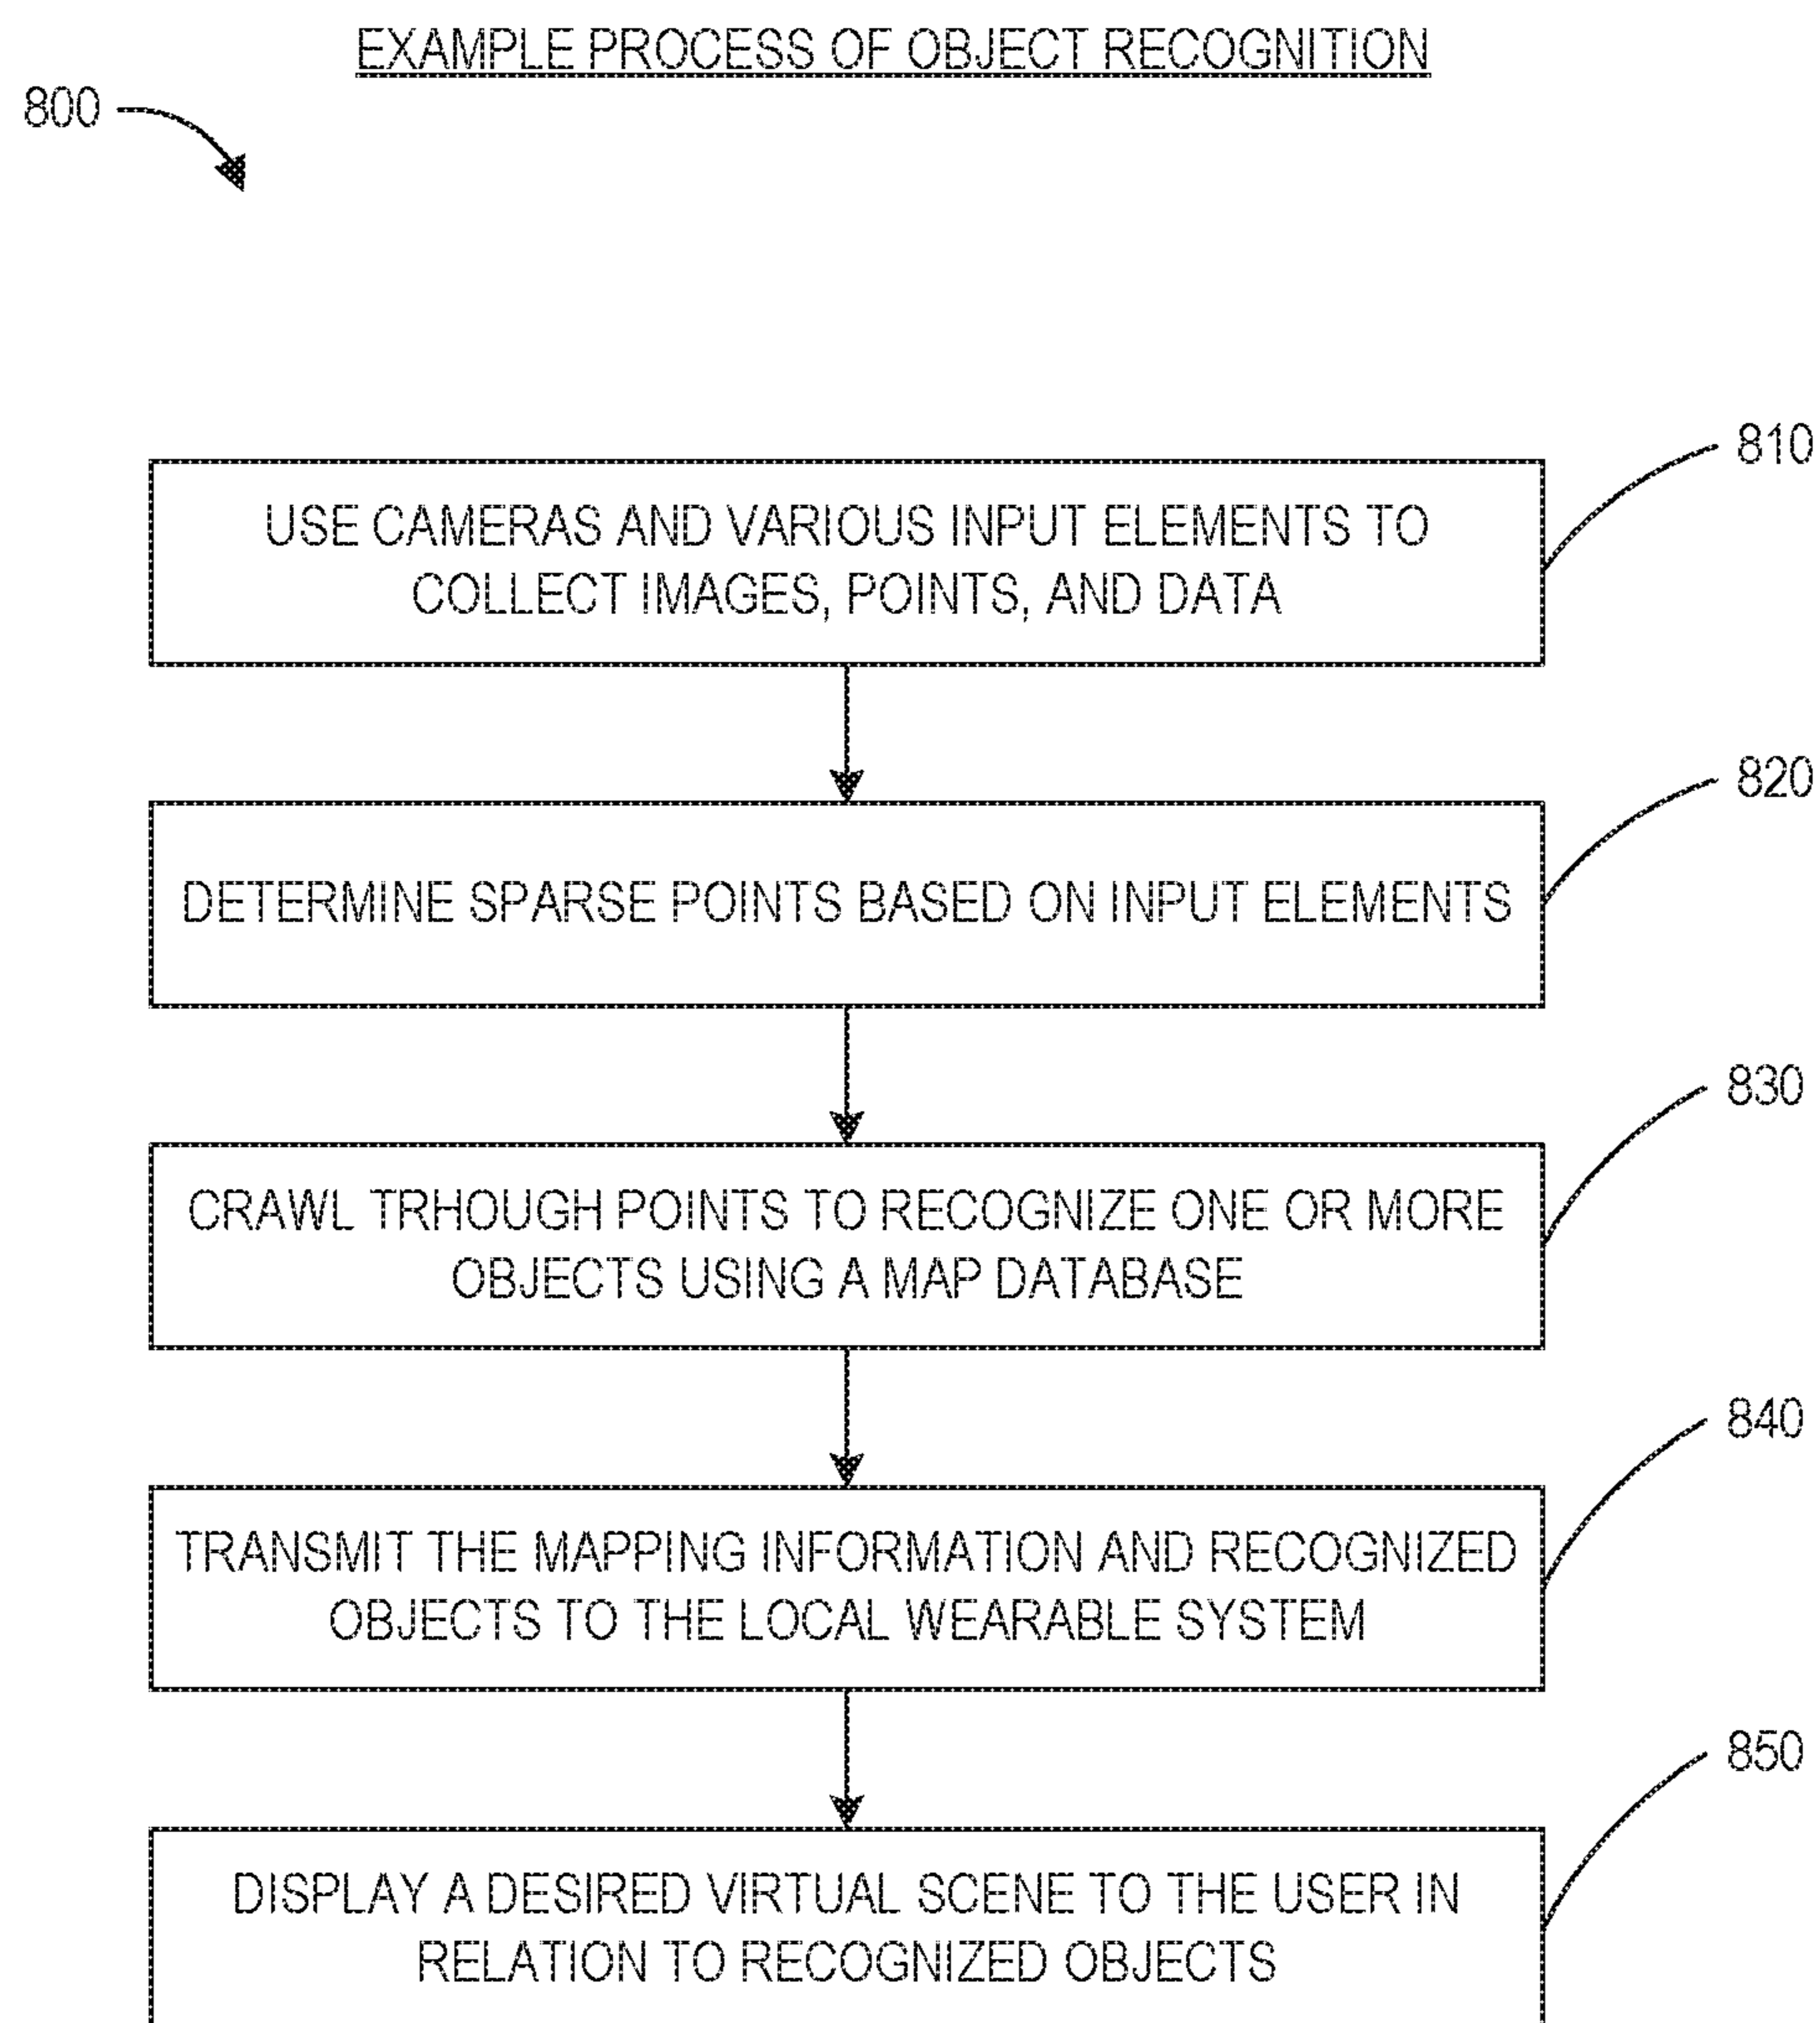 EXAMPLE PROCESS OF OBJECT RECOGNITION
800
810
USE CAMERAS AND VARIOUS INPUT ELEMENTS TO
COLLECT IMAGES, POINTS, AND DATA
820
DETERMINE SPARSE POINTS BASED ON INPUT ELEMENTS
830
CRAWL TRHOUGH POINTS TO RECOGNIZE ONE OR MORE
OBJECTS USING A MAP DATABASE
840
TRANSMIT THE MAPPING INFORMATION AND RECOGNIZED
OBJECTS TO THE LOCAL WEARABLE SYSTEM
850
DISPLAY A DESIRED VIRTUAL SCENE TO THE USER IN
RELATION TO RECOGNIZED OBJECTS